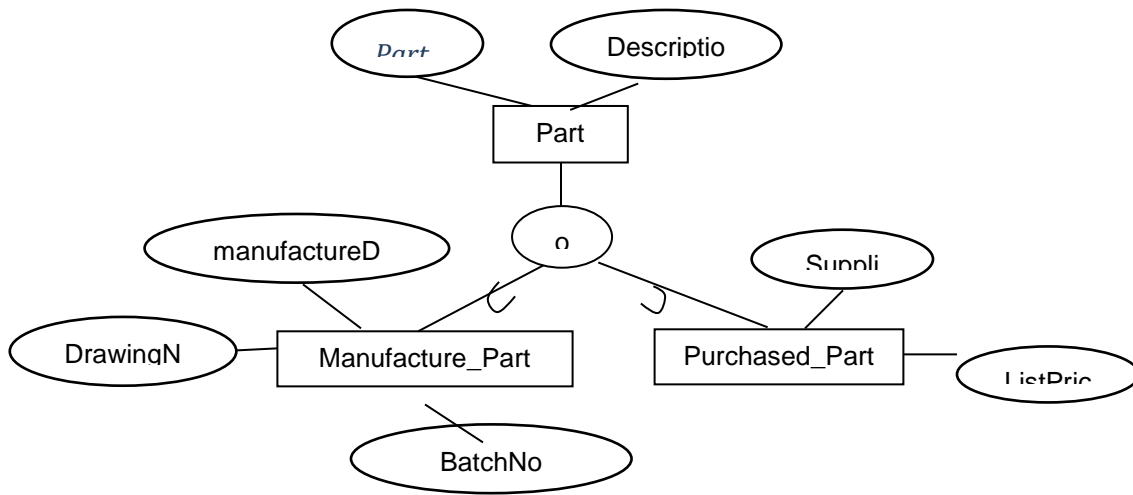 Part
Descriptio
Part
o
manufactureD
Suppli
DrawingN
Manufacture_Part
Purchased_Part
ListPric
BatchNo